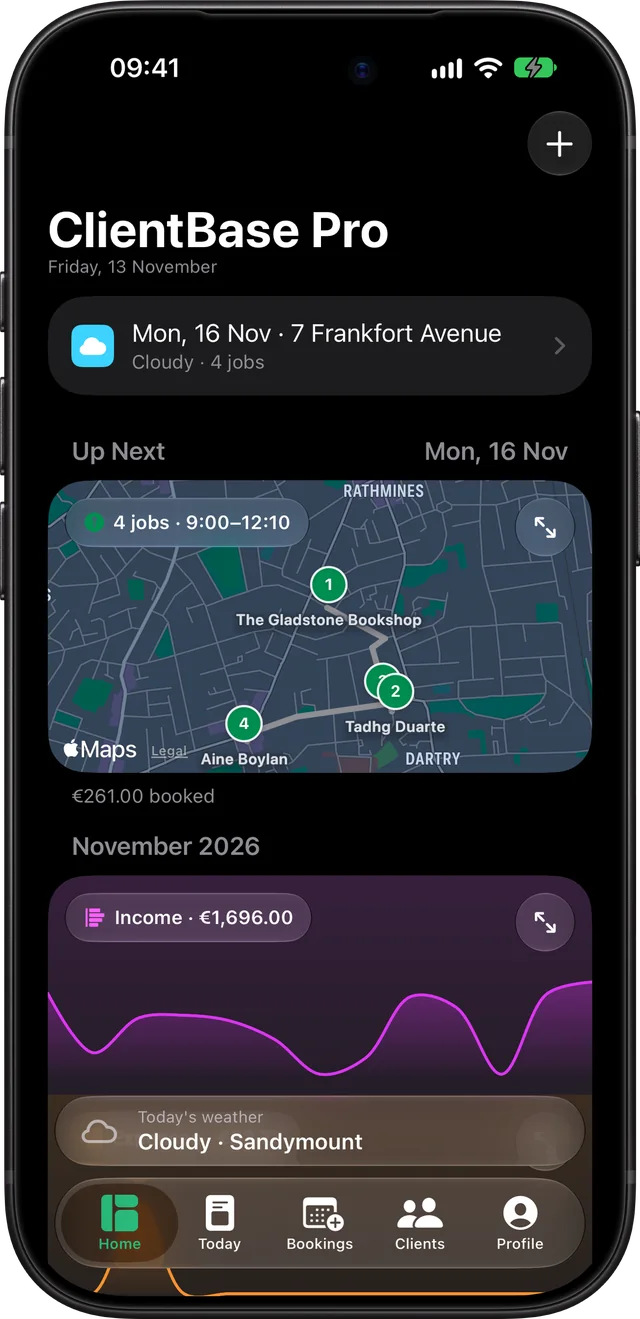 09:41
ClientBase Pro
Friday, 13 November
Mon, 16 Nov · 7 Frankfort Avenue
Cloudy · 4 jobs
Up Next
Mon, 16 Nov
RATHMINES
4 jobs · 9:00–12:10
1
The Gladstone Bookshop
2
4
Tadhg Duarte
Maps
Legal
Aine Boylan
DARTRY
€261.00 booked
November 2026
Income · €1,696.00
Today's weather
Cloudy · Sandymount
Home
Today
Bookings
Clients
Profile